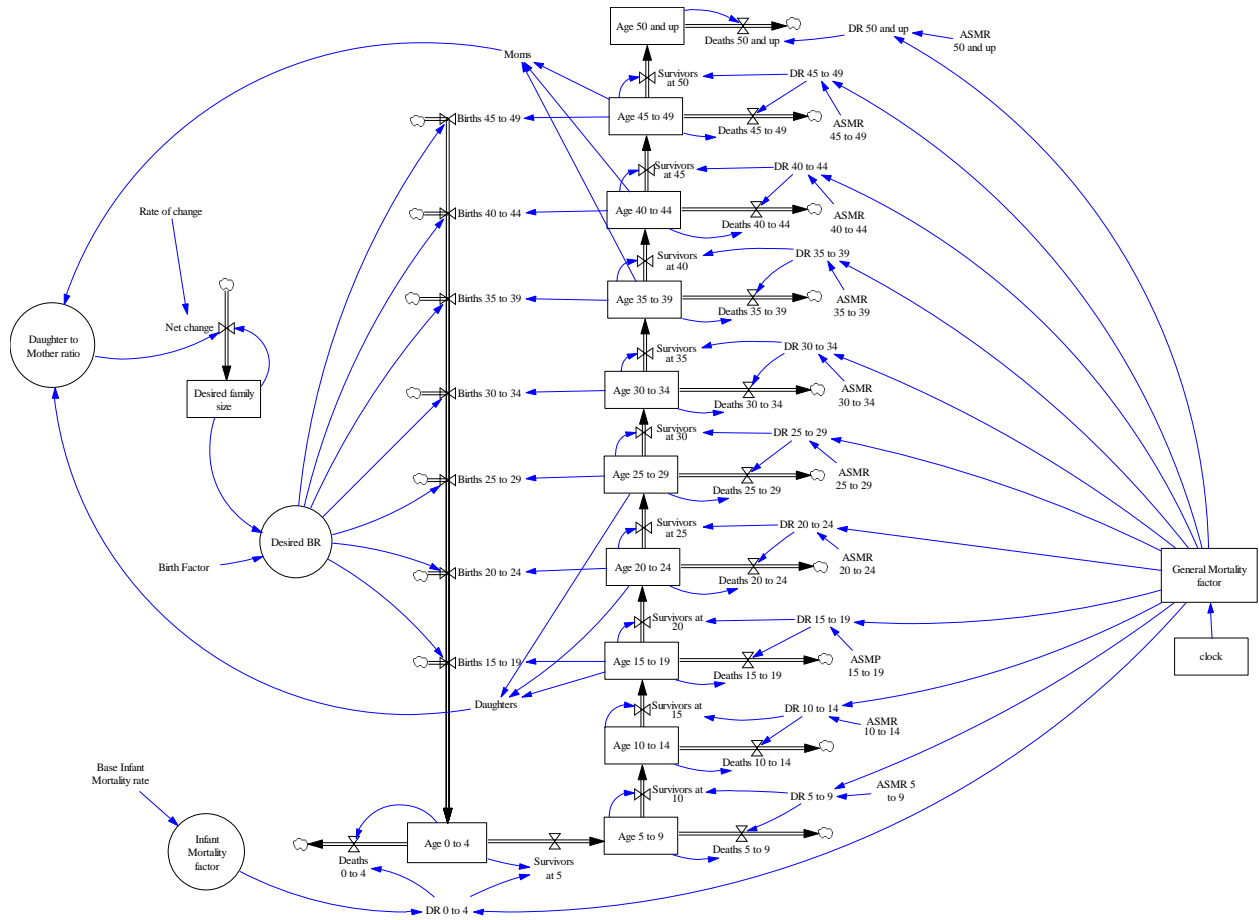 Age 50 and up
Deaths 50 and up
DR 50 and up
ASMR
50 and up
Moms
Survivors
at 50
DR 45 to 49
Births 45 to 49
Age 45 to 49
Deaths 45 to 49
ASMR
45 to 49
Survivors
at 45
DR 40 to 44
Rate of change
Births 40 to 44
Age 40 to 44
Deaths 40 to 44
ASMR
40 to 44
Survivors
at 40
DR 35 to 39
Births 35 to 39
Age 35 to 39
Deaths 35 to 39
ASMR
35 to 39
Net change
Daughter to
Mother ratio
Survivors
at 35
DR 30 to 34
Desired family
size
Births 30 to 34
Age 30 to 34
Deaths 30 to 34
ASMR
30 to 34
Survivors
at 30
DR 25 to 29
Births 25 to 29
Age 25 to 29
Deaths 25 to 29
ASMR
25 to 29
Survivors
at 25
DR 20 to 24
Desired BR
Birth Factor
Births 20 to 24
Age 20 to 24
Deaths 20 to 24
ASMR
20 to 24
General Mortality
factor
Survivors at
20
DR 15 to 19
Births 15 to 19
Age 15 to 19
Deaths 15 to 19
ASMP
15 to 19
clock
Daughters
Survivors at
15
DR 10 to 14
Age 10 to 14
Deaths 10 to 14
ASMR
10 to 14
Base Infant
Mortality rate
Survivors at
10
DR 5 to 9
ASMR 5
to 9
Infant
Mortality
factor
Age 0 to 4
Deaths
0 to 4
Survivors
at 5
Age 5 to 9
Deaths 5 to 9
DR 0 to 4